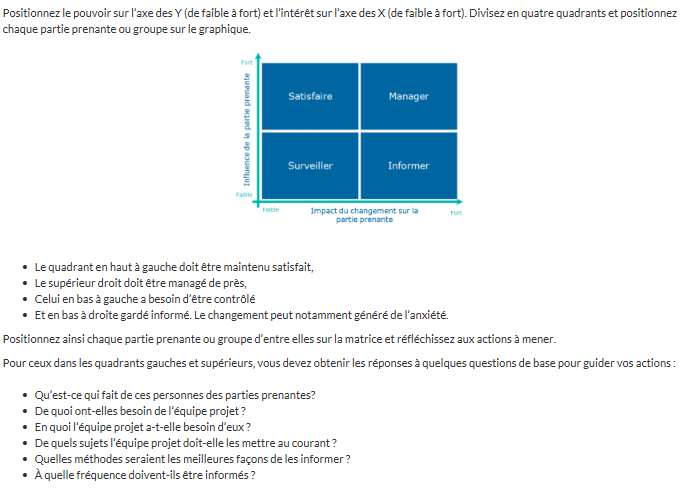 Positionnez le pouvoir sur l'axe des Y (de faible à fort) et l'intérêt sur l'axe des X (de faible à fort). Divisez en quatre quadrants et positionnez
chaque partie prenante ou groupe sur le graphique.
Fort
Influence de la partie prenante
Satisfaire
Manager
Surveiller
Informer
Faible
Faible
Impact du changement sur la
partie prenante
Fort
• Le quadrant en haut à gauche doit être maintenu satisfait,
• Le supérieur droit doit être managé de près,
• Celui en bas à gauche a besoin d'être contrôlé
• Et en bas à droite gardé informé. Le changement peut notamment généré de l'anxiété.
Positionnez ainsi chaque partie prenante ou groupe d'entre elles sur la matrice et réfléchissez aux actions à mener.
Pour ceux dans les quadrants gauches et supérieurs, vous devez obtenir les réponses à quelques questions de base pour guider vos actions :
• Qu'est-ce qui fait de ces personnes des parties prenantes?
• De quoi ont-elles besoin de l'équipe projet ?
• En quoi l'équipe projet a-t-elle besoin d'eux ?
• De quels sujets l'équipe projet doit-elle les mettre au courant ?
• Quelles méthodes seraient les meilleures façons de les informer ?
• À quelle fréquence doivent-ils être informés ?